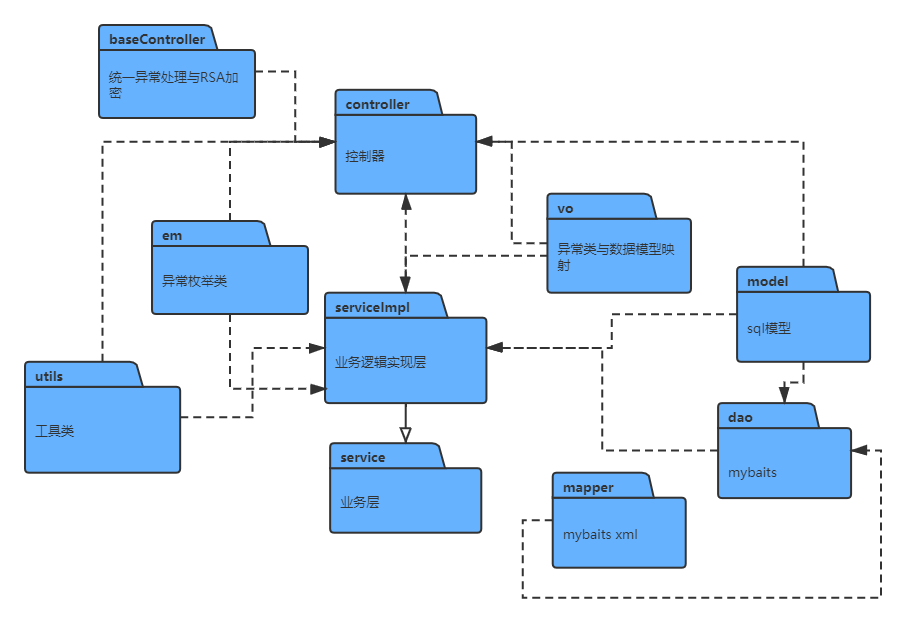 baseController
统一异常处理与RSA加
密
controller
控制器
vo
异常类与数据模型映
射
em
异常枚举类
model
sql模型
serviceImpl
业务逻辑实现层
utils
工具类
dao
mybaits
service
业务层
mapper
mybaits xml